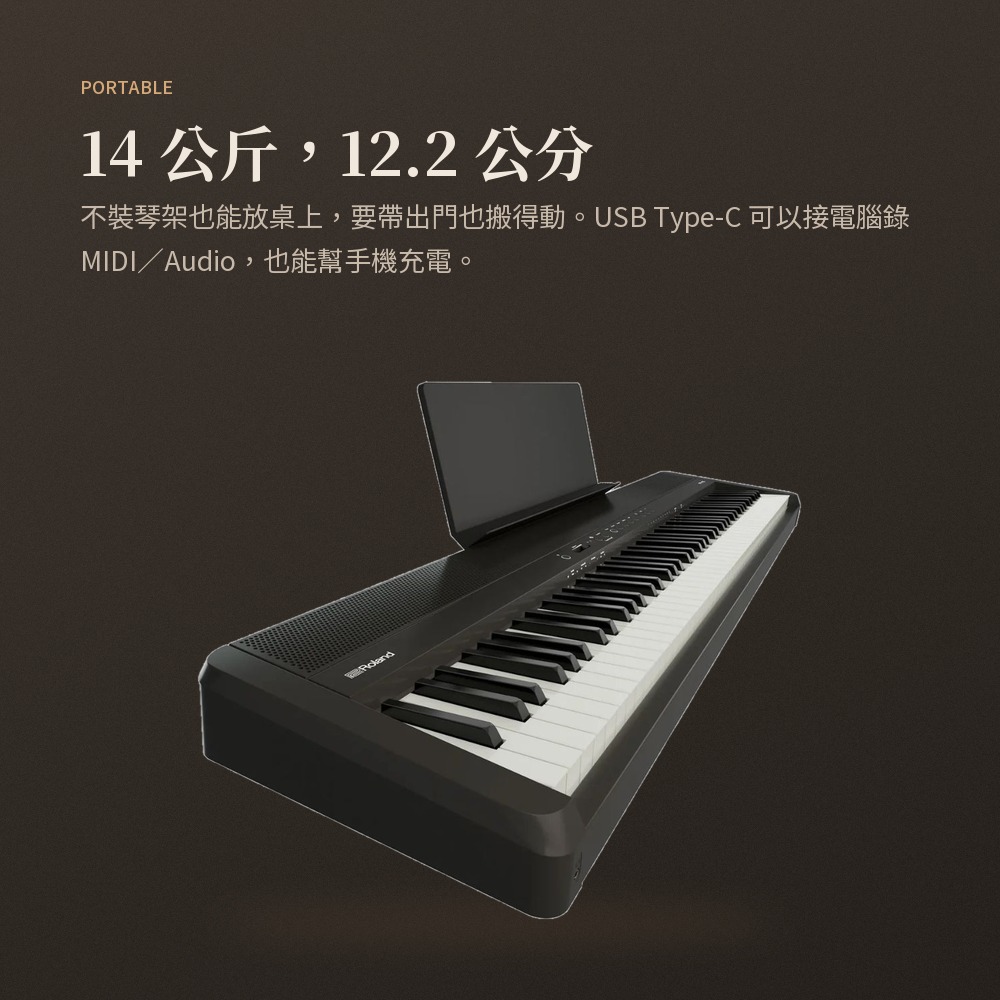 PORTABLE
14 公斤，12.2 公分
不裝琴架也能放桌上，要帶出門也搬得動。USB Type-C 可以接電腦錄
MIDI／Audio，也能幫手機充電。
Roland